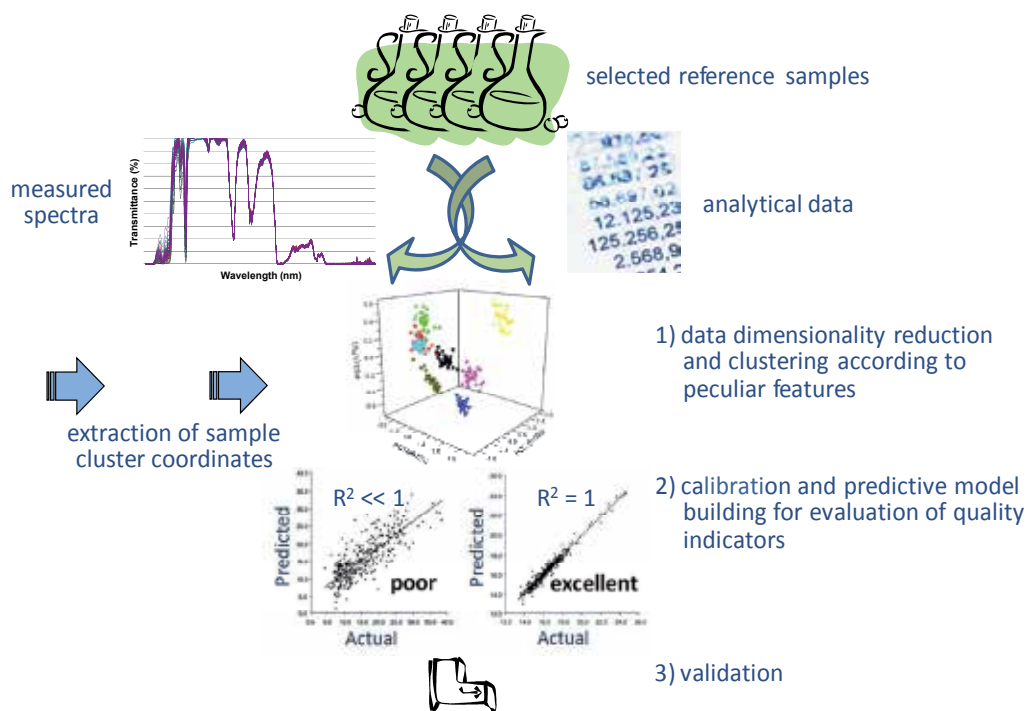 selected reference samples
measured
spectra
Transmittance (%)
Wavelength (nm)
analytical data
12.125,23
125.256,25
2.568,9
1) data dimensionality reduction
and clustering according to
peculiar features
extraction of sample
cluster coordinates
R² << 1
Predicted
poor
Actual
R² = 1
Predicted
excellent
Actual
2) calibration and predictive model
building for evaluation of quality
indicators
3) validation